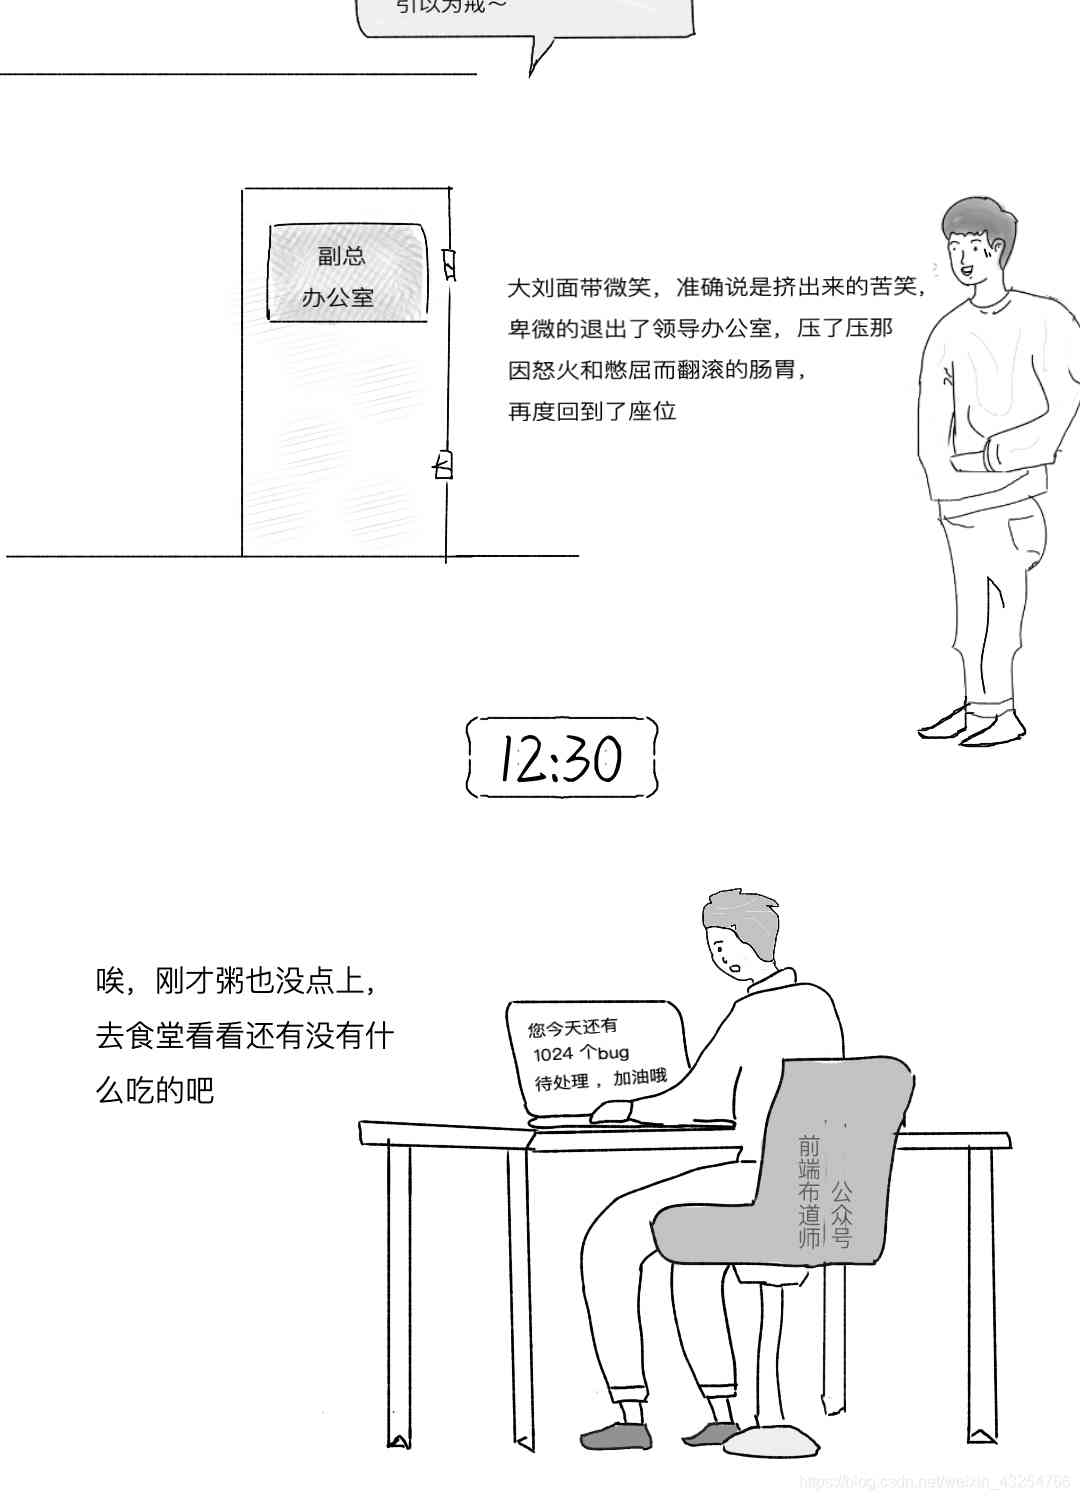 引以为戒～
副总
办公室
大刘面带微笑，准确说是挤出来的苦笑，
卑微的退出了领导办公室，压了压那
因怒火和憋屈而翻滚的肠胃，
再度回到了座位
12:30
唉，刚才粥也没点上，
去食堂看看还有没有什
么吃的吧
您今天还有
1024 个bug
待处理，加油哦
公众号
前端布道师
https://blog.csdn.net/weixin_43254766